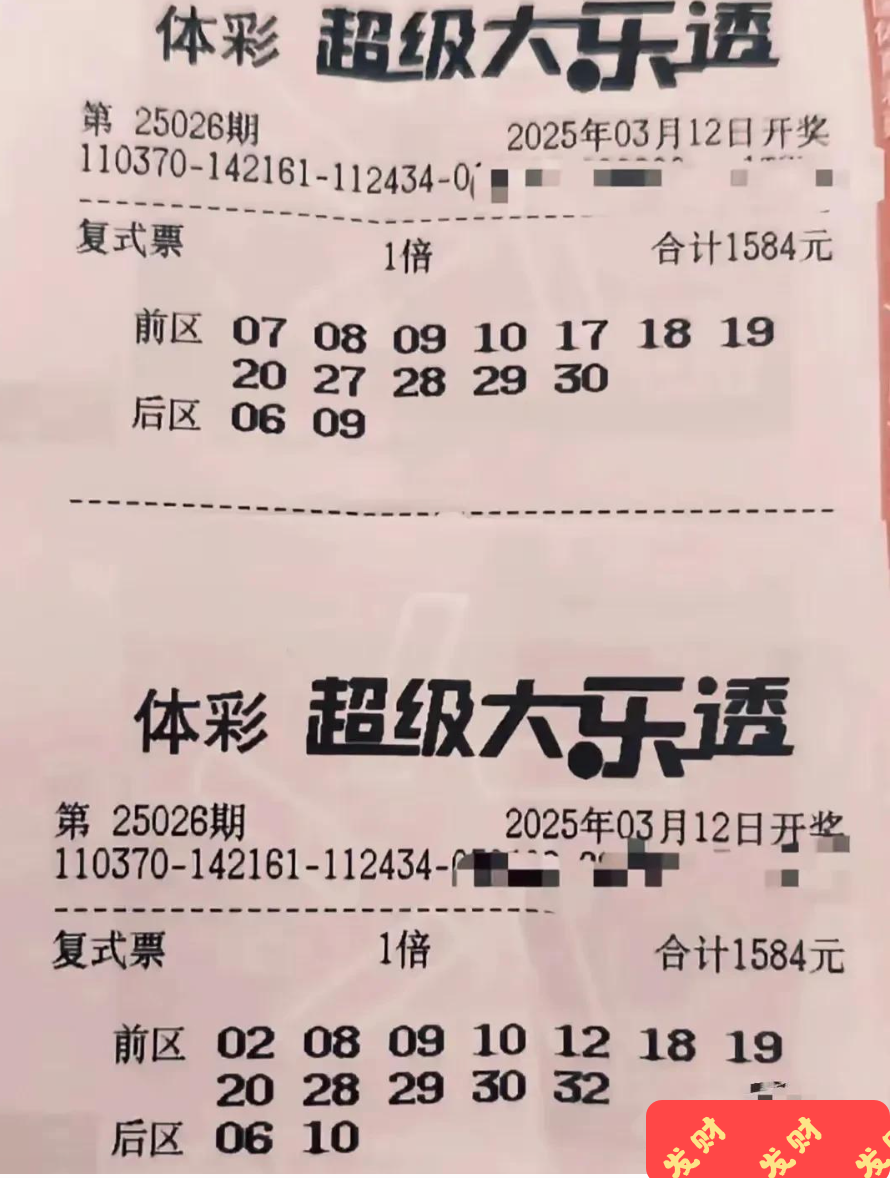 体彩 超级大乐透
第 25026期 2025年03月12日开奖
110370-142161-112434-0
复式票 1倍 合计1584元
前区 07 08 09 10 17 18 19
20 27 28 29 30
后区 06 09
体彩 超级大乐透
第 25026期 2025年03月12日开奖
110370-142161-112434-
复式票 1倍 合计1584元
前区 02 08 09 10 12 18 19
20 28 29 30 32
后区 06 10
发财 发财 发